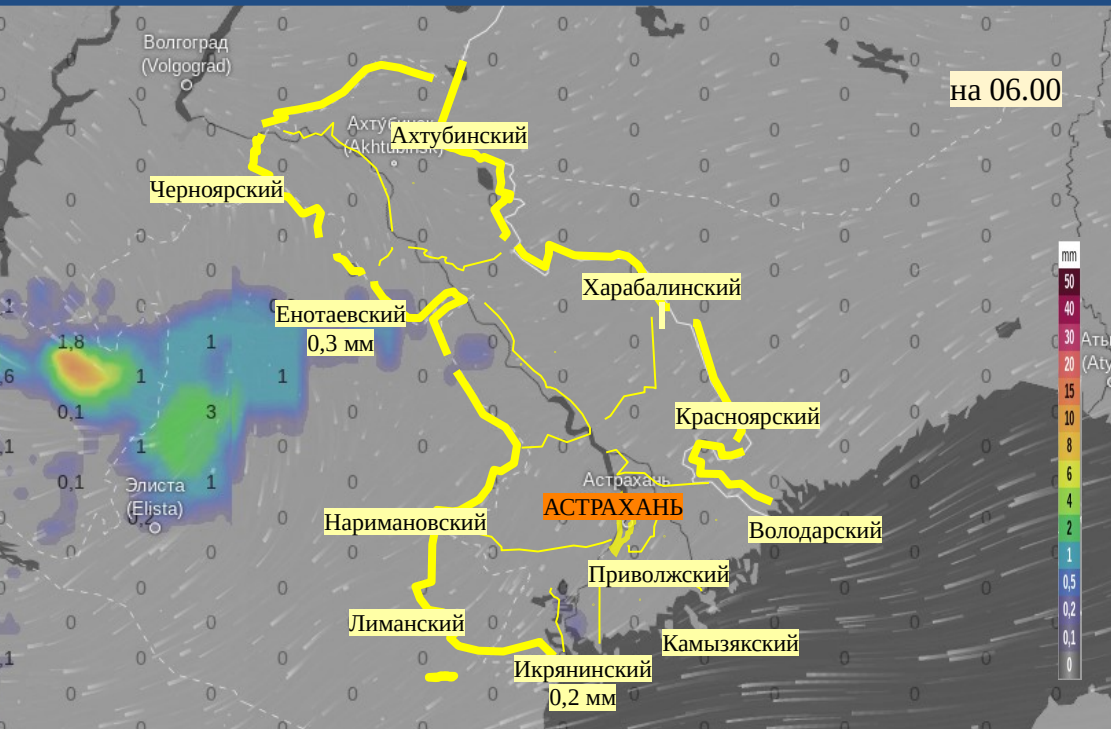 Волгоград
(Volgograd)
на 06.00
Ахтубинский
(Akhtubinsk)
Черноярский
Харабалинский
Енотаевский
0,3 мм
1,8
1
1
1
0,1
3
1
0,1
1
Красноярский
Элиста
(Elista)
0,2
Астрахань
АСТРАХАНЬ
Наримановский
Володарский
Приволжский
Лиманский
Камызякский
Икрянинский
0,2 мм
mm
50
40
30
20
15
10
8
6
4
2
1
0,5
0,2
0,1
0